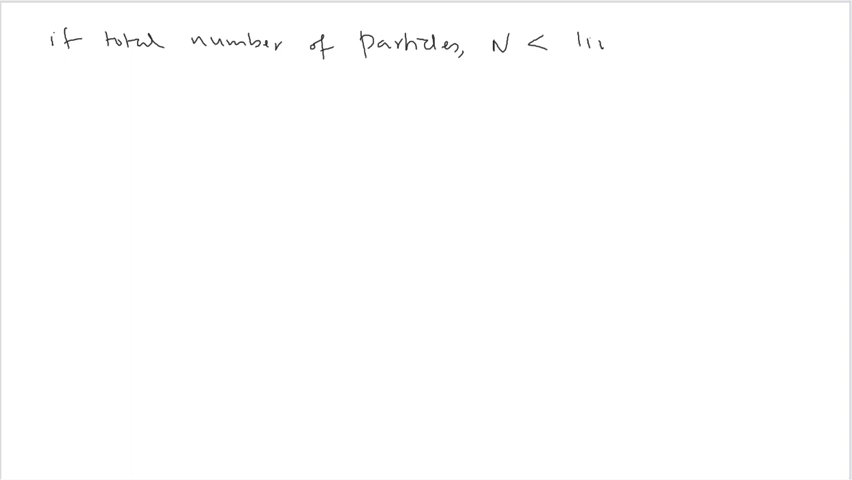 if total number of particles, N <